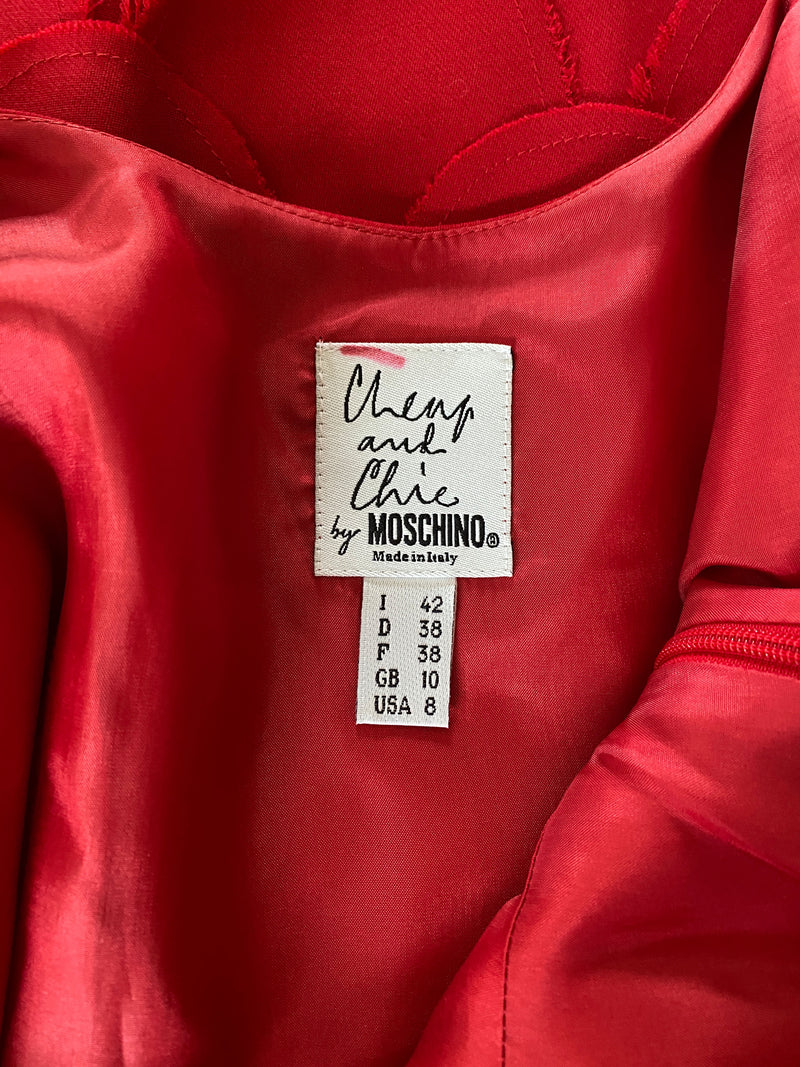 Cheap
and
Chic
by MOSCHINO®
Made in Italy
I 42
D 38
F 38
GB 10
USA 8